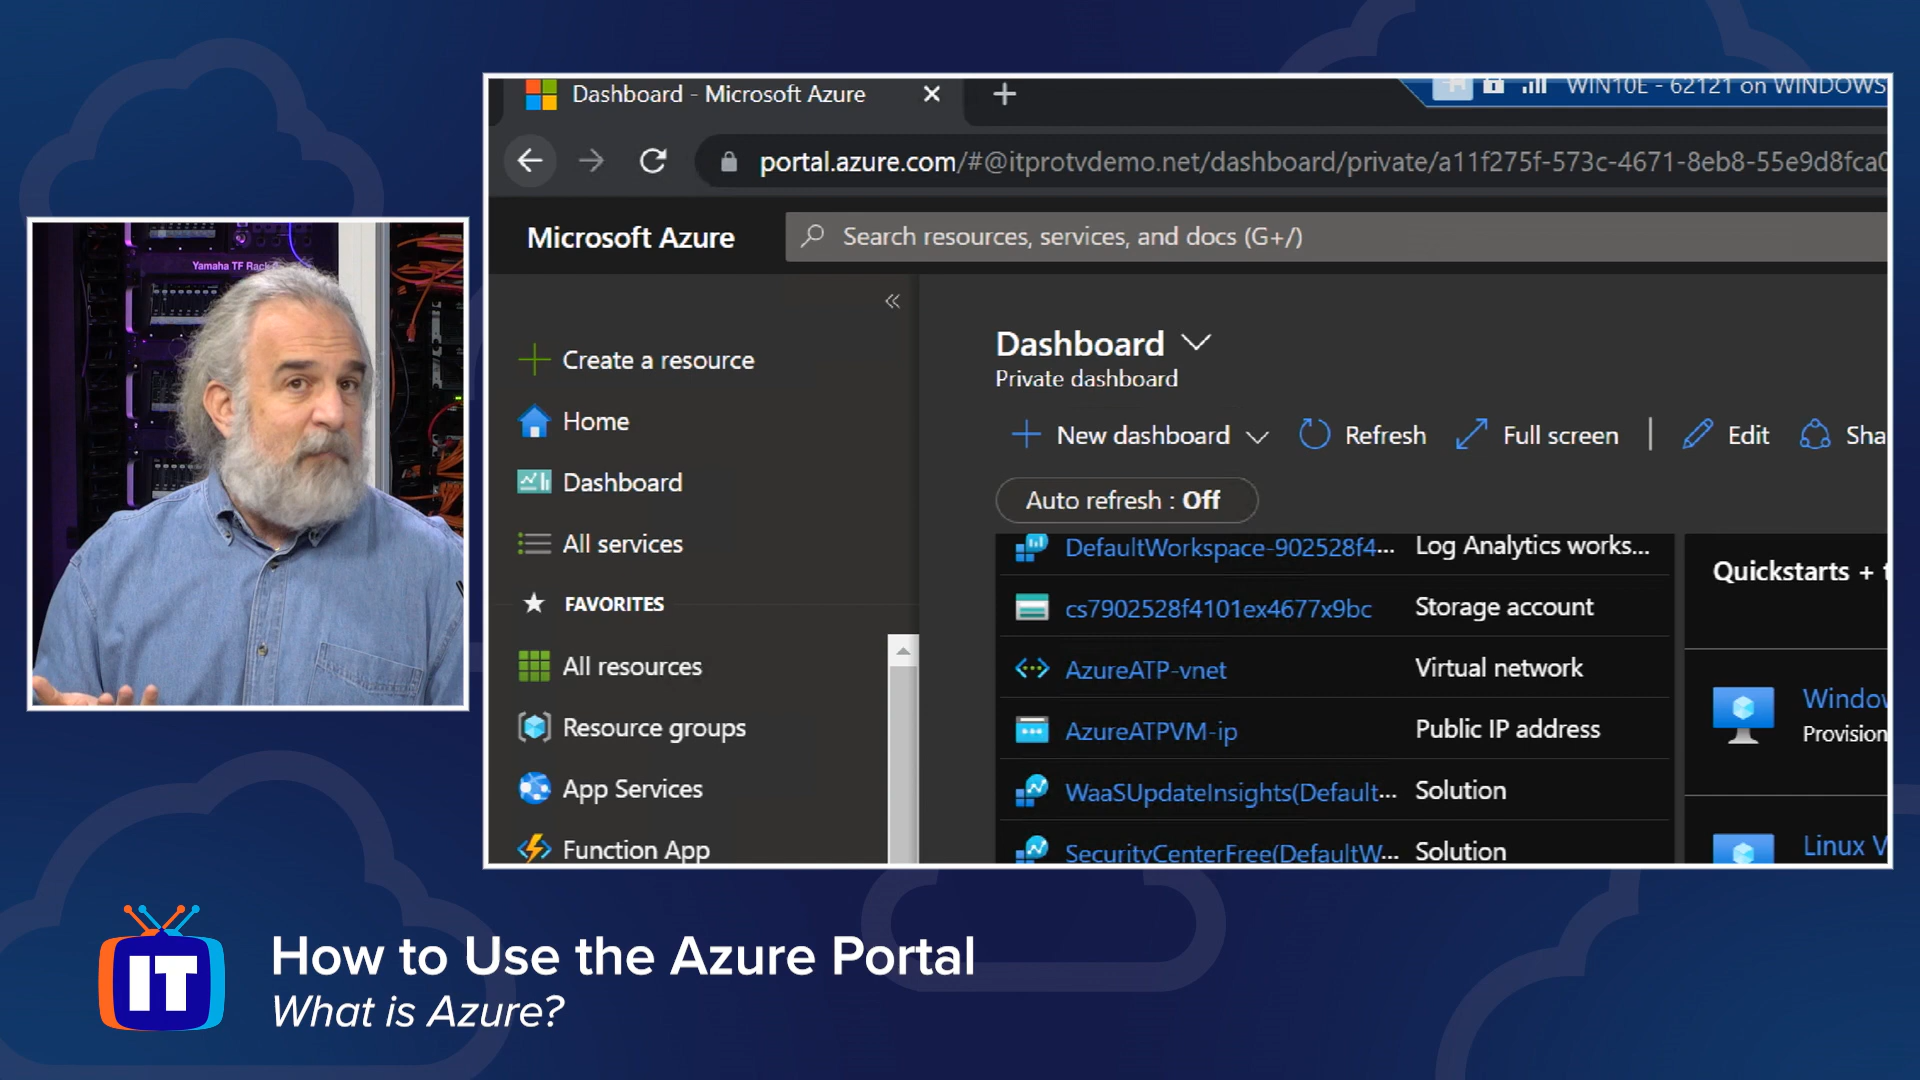 Dashboard - Microsoft Azure
WIN10E - 62121 on WINDOWS
portal.azure.com/#@itprotvdemo.net/dashboard/private/a11f275f-573c-4671-8eb8-55e9d8fca0
Microsoft Azure
Search resources, services, and docs (G+/)
Yamaha TF Rack
Create a resource
Home
Dashboard
All services
FAVORITES
All resources
Resource groups
App Services
Function App
Dashboard
Private dashboard
New dashboard
Refresh
Full screen
Edit
Sha
Auto refresh : Off
DefaultWorkspace-902528f4... Log Analytics works...
cs7902528f4101ex4677x9bc Storage account
AzureATP-vnet Virtual network
AzureATPVM-ip Public IP address
WaaSUpdateInsights(Default... Solution
SecurityCenterFree(DefaultW... Solution
Quickstarts +
Window
Provision
Linux V
IT
How to Use the Azure Portal
What is Azure?